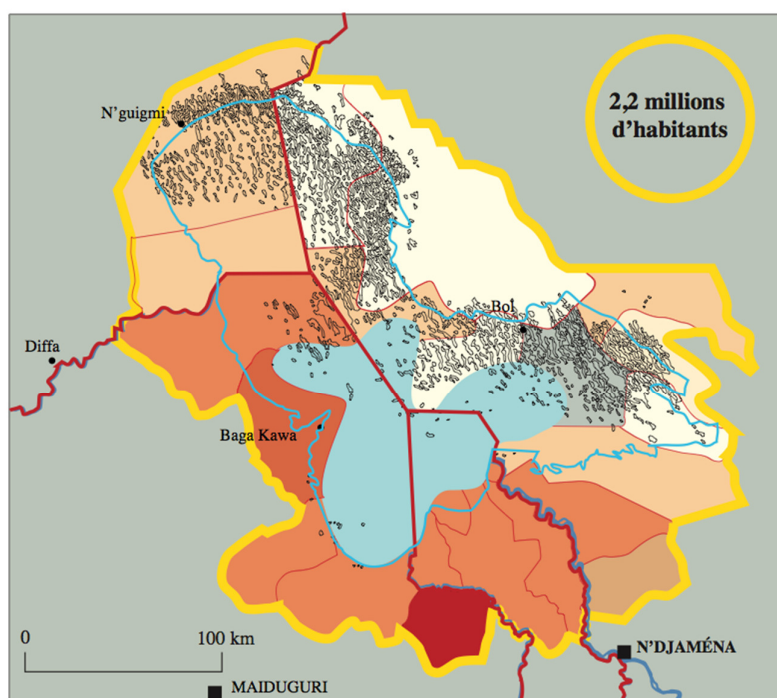 2,2 millions
d'habitants
N'guigmi
Bol
Diffa
Baga Kawa
0 100 km
N'DJAMÉNA
MAIDUGURI